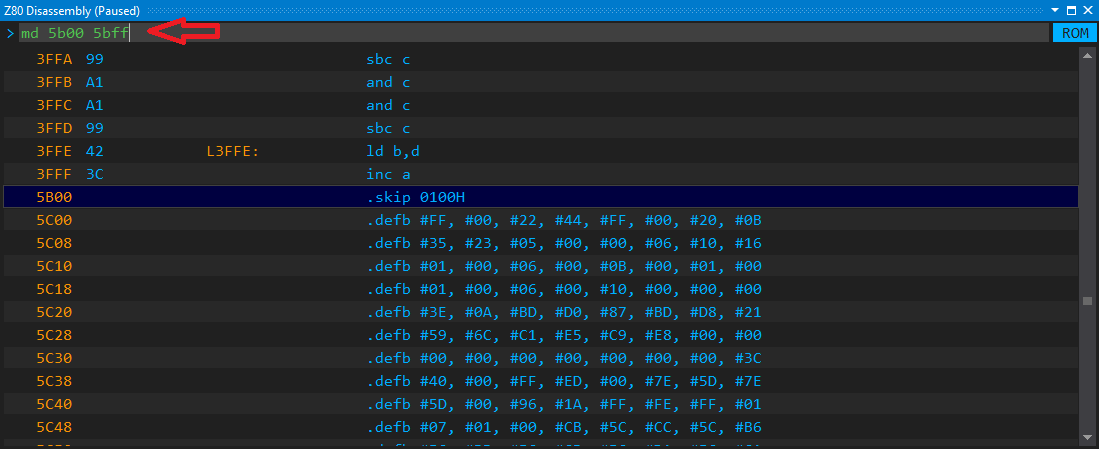 Z80 Disassembly (Paused)
> md 5b00 5bff ROM
3FFA 99 sbc c
3FFB A1 and c
3FFC A1 and c
3FFD 99 sbc c
3FFE 42 L3FFE: ld b,d
3FFF 3C inc a
5B00 .skip 0100H
5C00 .defb #FF, #00, #22, #44, #FF, #00, #20, #0B
5C08 .defb #35, #23, #05, #00, #00, #06, #10, #16
5C10 .defb #01, #00, #06, #00, #0B, #00, #01, #00
5C18 .defb #01, #00, #06, #00, #10, #00, #00, #00
5C20 .defb #3E, #0A, #BD, #D0, #87, #BD, #D8, #21
5C28 .defb #59, #6C, #C1, #E5, #C9, #E8, #00, #00
5C30 .defb #00, #00, #00, #00, #00, #00, #00, #3C
5C38 .defb #40, #00, #FF, #ED, #00, #7E, #5D, #7E
5C40 .defb #5D, #00, #96, #1A, #FF, #FE, #FF, #01
5C48 .defb #07, #01, #00, #CB, #5C, #CC, #5C, #B6